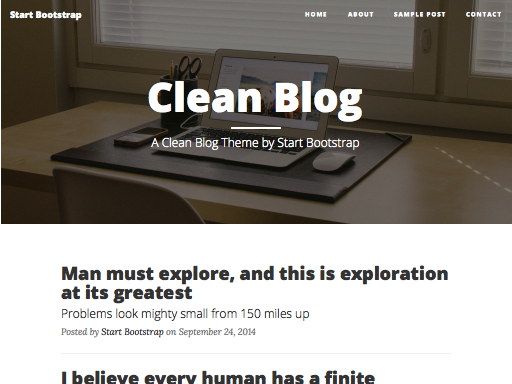 Start Bootstrap
HOME ABOUT SAMPLE POST CONTACT
Clean Blog
A Clean Blog Theme by Start Bootstrap
Man must explore, and this is exploration
at its greatest
Problems look mighty small from 150 miles up
Posted by Start Bootstrap on September 24, 2014
I believe every human has a finite